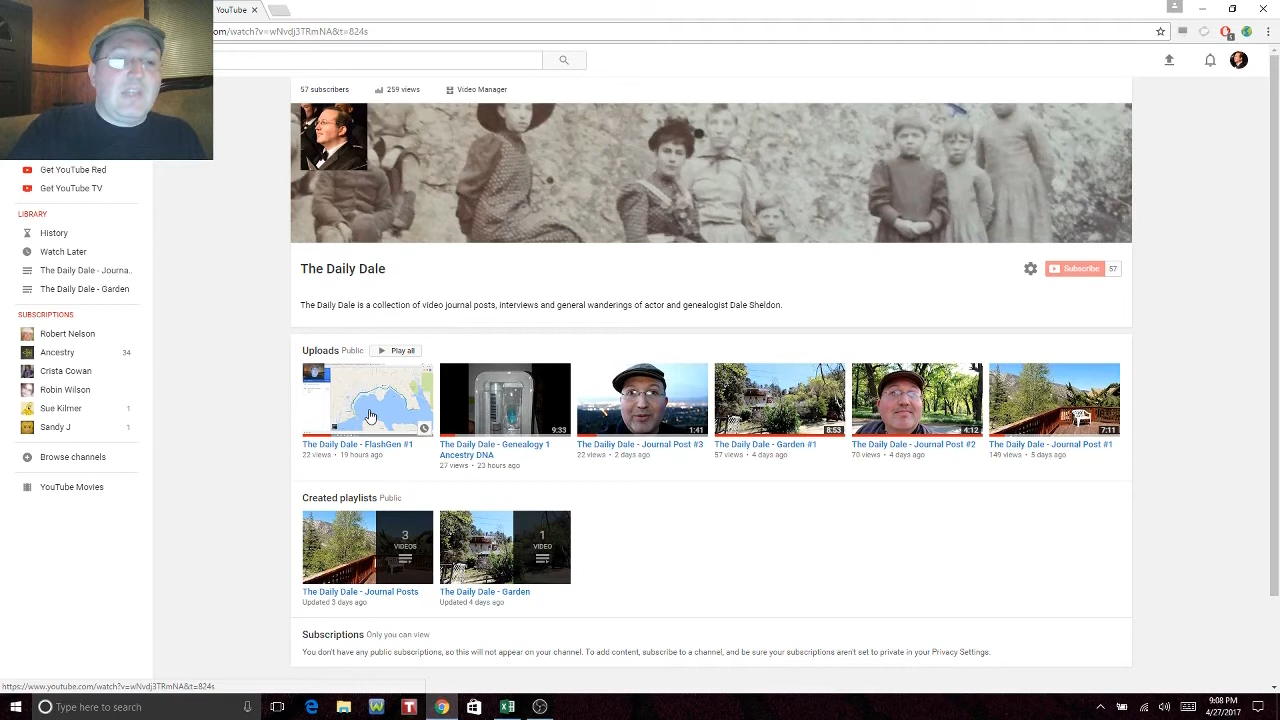 YouTube
om/watch?v=wNvdj3TRmNA&t=824s
57 subscribers 259 views Video Manager
Get YouTube Red
Get YouTube TV
LIBRARY
History
Watch Later
The Daily Dale - Journa..
The Daily Dale - Garden
SUBSCRIPTIONS
Robert Nelson
Ancestry 34
Crista Cowan
Robin Wilson
Sue Kilmer 1
Sandy J 1
Browse channels
YouTube Movies
The Daily Dale
Subscribe 57
The Daily Dale is a collection of video journal posts, interviews and general wanderings of actor and genealogist Dale Sheldon.
Uploads Public Play all
9:33
1:41
8:53
4:12
7:11
The Daily Dale - FlashGen #1
22 views • 19 hours ago
The Daily Dale - Genealogy 1
Ancestry DNA
27 views • 23 hours ago
The Dailiy Dale - Journal Post #3
22 views • 2 days ago
The Daily Dale - Garden #1
57 views • 4 days ago
The Daily Dale - Journal Post #2
70 views • 4 days ago
The Daily Dale - Journal Post #1
149 views • 5 days ago
Created playlists Public
3
VIDEOS
1
VIDEO
The Daily Dale - Journal Posts
Updated 3 days ago
The Daily Dale - Garden
Updated 4 days ago
Subscriptions Only you can view
You don't have any public subscriptions, so this will not appear on your channel. To add content, subscribe to a channel, and be sure your subscriptions aren't set to private in your Privacy Settings.
https://www.youtube.com/watch?v=wNvdj3TRmNA&t=824s
Type here to search
9:08 PM
4/27/2017